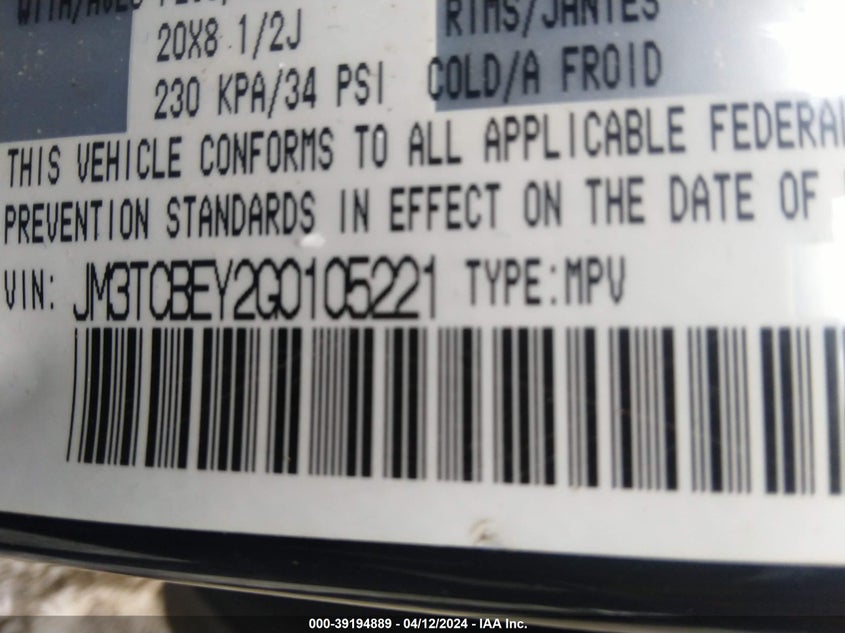 20X8 1/2J RIMS/JANTES
230 KPA/34 PSI COLD/A FROID
THIS VEHICLE CONFORMS TO ALL APPLICABLE FEDERAL
PREVENTION STANDARDS IN EFFECT ON THE DATE OF
VIN: JM3TCBEY2G0105221 TYPE:MPV
000-39194889 - 04/12/2024 - IAA Inc.